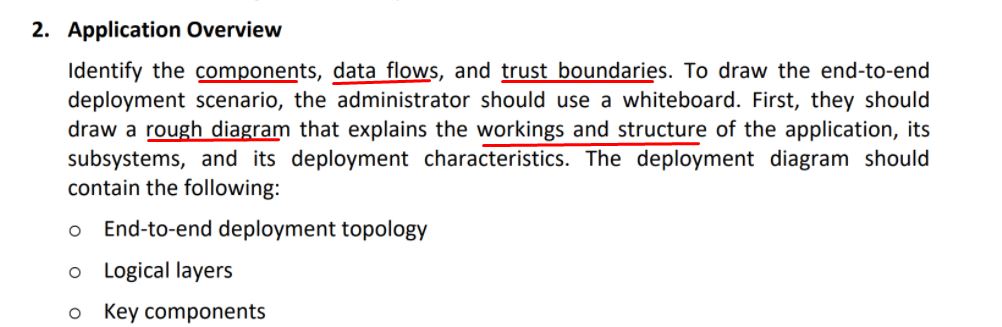 2. Application Overview
Identify the components, data flows, and trust boundaries. To draw the end-to-end
deployment scenario, the administrator should use a whiteboard. First, they should
draw a rough diagram that explains the workings and structure of the application, its
subsystems, and its deployment characteristics. The deployment diagram should
contain the following:
o End-to-end deployment topology
o Logical layers
o Key components